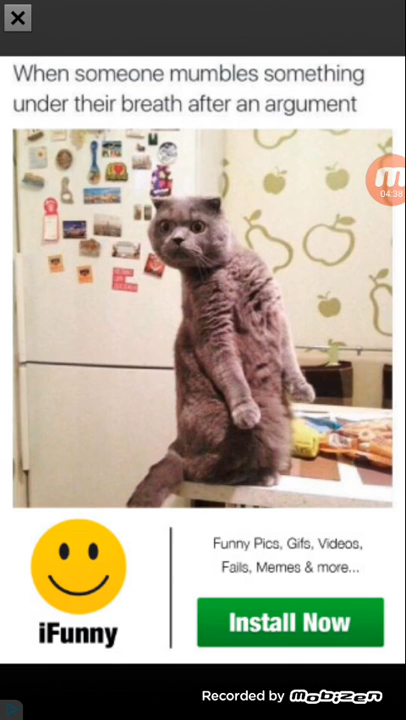 When someone mumbles something
under their breath after an argument
04:38
Funny Pics, Gifs, Videos,
Fails, Memes & more...
iFunny
Install Now
Recorded by Mobizen